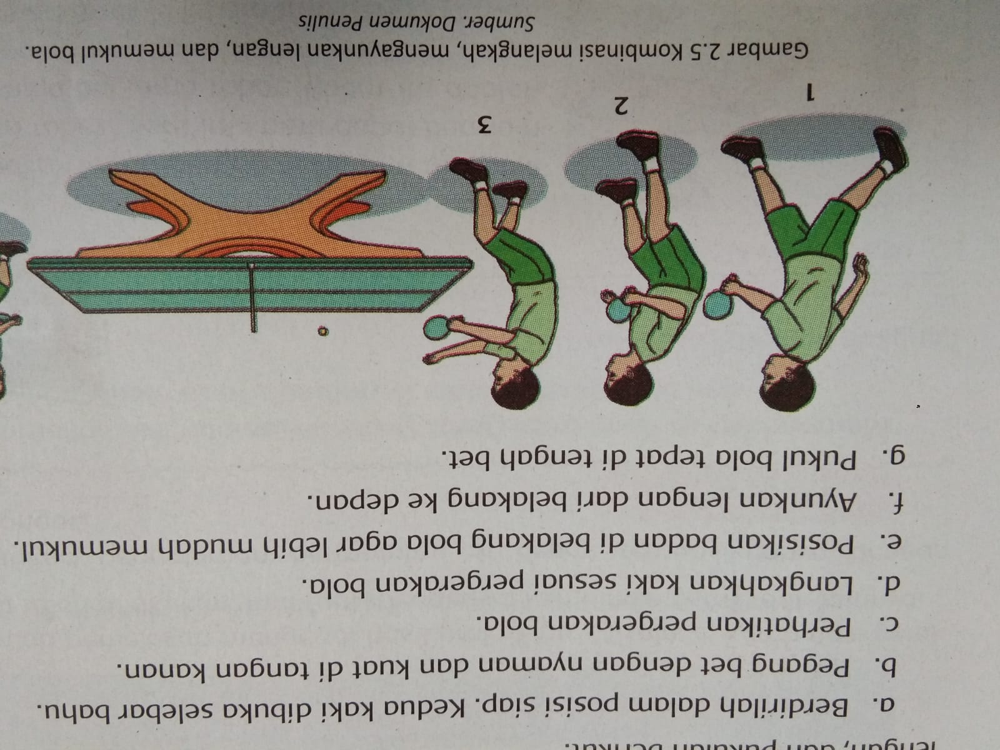 lengan, dan pukulan berikut.
a. Berdirilah dalam posisi siap. Kedua kaki dibuka selebar bahu.
b. Pegang bet dengan nyaman dan kuat di tangan kanan.
c. Perhatikan pergerakan bola.
d. Langkahkan kaki sesuai pergerakan bola.
e. Posisikan badan di belakang bola agar lebih mudah memukul.
f. Ayunkan lengan dari belakang ke depan.
g. Pukul bola tepat di tengah bet.
1
2
3
Gambar 2.5 Kombinasi melangkah, mengayunkan lengan, dan memukul bola.
Sumber: Dokumen Penulis